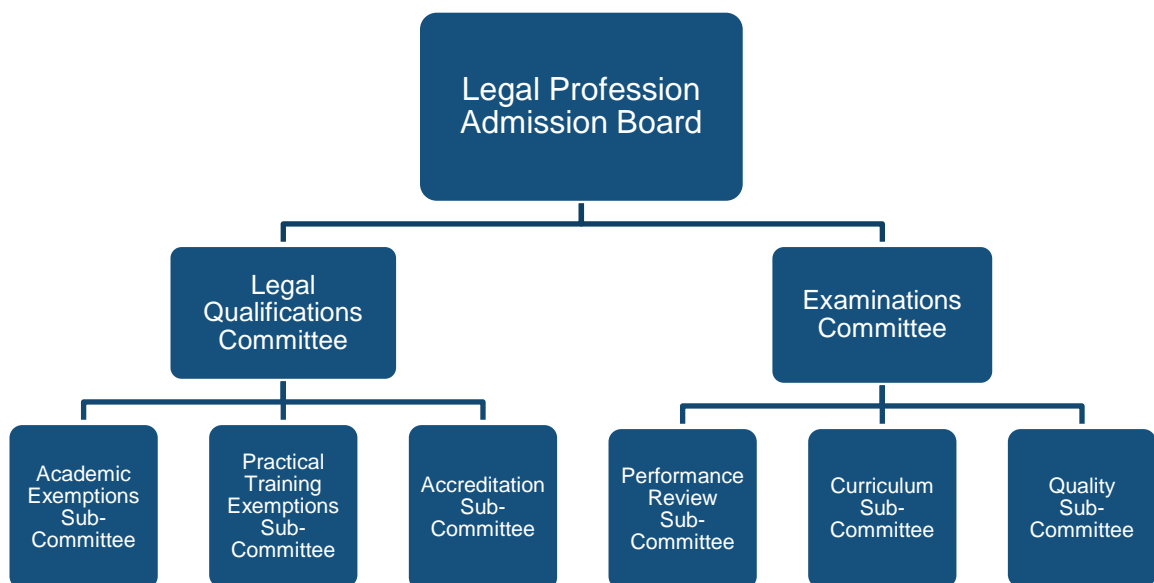 Legal Profession
Admission Board
Legal
Qualifications
Committee
Examinations
Committee
Academic
Exemptions
Sub-
Committee
Practical
Training
Exemptions
Sub-
Committee
Accreditation
Sub-
Committee
Performance
Review
Sub-
Committee
Curriculum
Sub-
Committee
Quality
Sub-
Committee